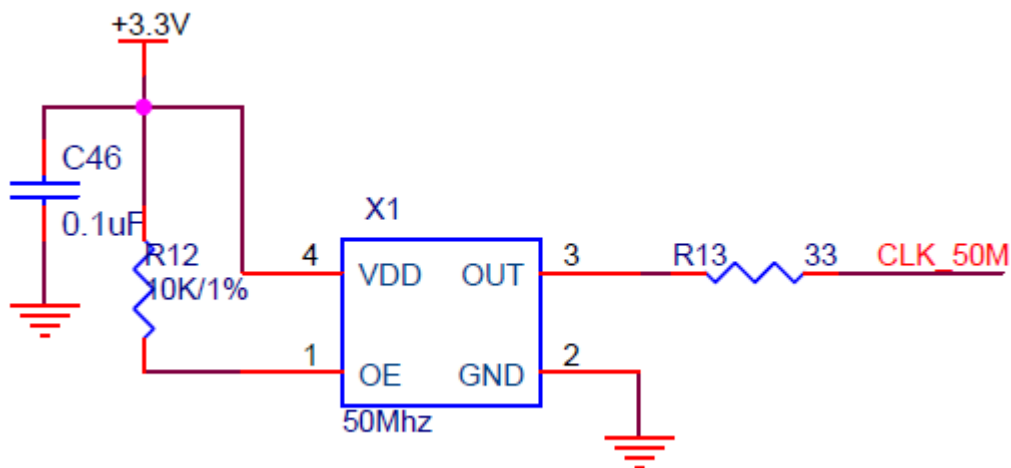 +3.3V
C46
0.1uF
R12
10K/1%
X1
4
VDD
OUT
3
R13
33
CLK_50M
1
OE
GND
2
50Mhz